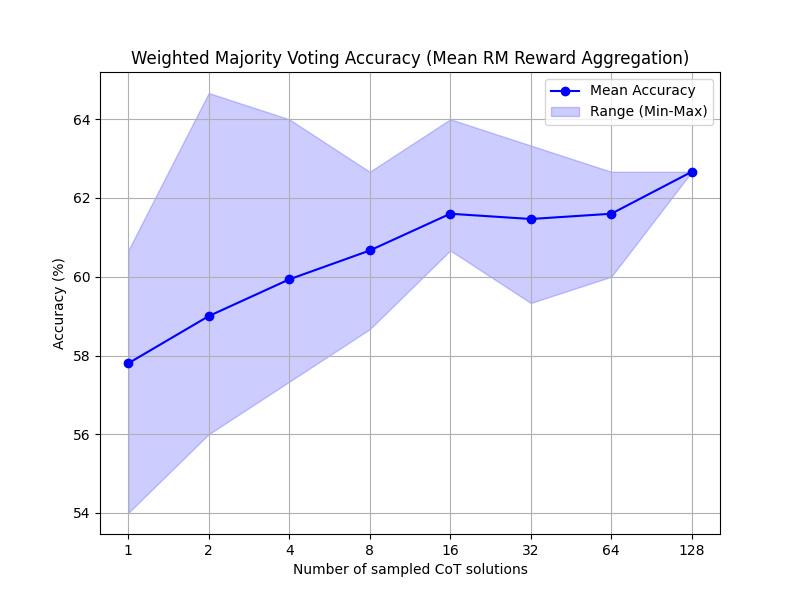 Weighted Majority Voting Accuracy (Mean RM Reward Aggregation)
Mean Accuracy
Range (Min-Max)
64
62
60
58
56
54
Accuracy (%)
1 2 4 8 16 32 64 128
Number of sampled CoT solutions